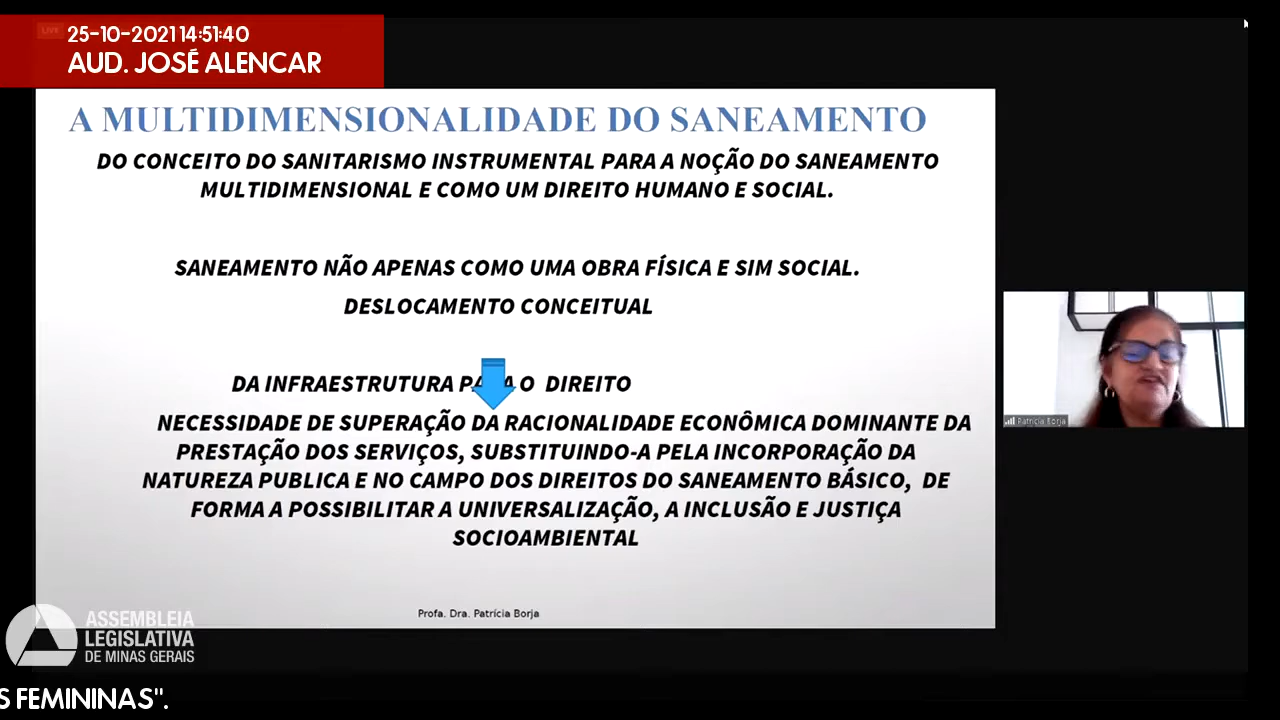 LIVE
25-10-2021 14:51:40
AUD. JOSÉ ALENCAR
A MULTIDIMENSIONALIDADE DO SANEAMENTO
DO CONCEITO DO SANITARISMO INSTRUMENTAL PARA A NOÇÃO DO SANEAMENTO
MULTIDIMENSIONAL E COMO UM DIREITO HUMANO E SOCIAL.
SANEAMENTO NÃO APENAS COMO UMA OBRA FÍSICA E SIM SOCIAL.
DESLOCAMENTO CONCEITUAL
DA INFRAESTRUTURA PARA O DIREITO
NECESSIDADE DE SUPERAÇÃO DA RACIONALIDADE ECONÔMICA DOMINANTE DA
PRESTAÇÃO DOS SERVIÇOS, SUBSTITUINDO-A PELA INCORPORAÇÃO DA
NATUREZA PUBLICA E NO CAMPO DOS DIREITOS DO SANEAMENTO BÁSICO, DE
FORMA A POSSIBILITAR A UNIVERSALIZAÇÃO, A INCLUSÃO E JUSTIÇA
SOCIOAMBIENTAL
Profa. Dra. Patrícia Borja
Patrícia Borja
ASSEMBLEIA
LEGISLATIVA
DE MINAS GERAIS
S FEMININAS".